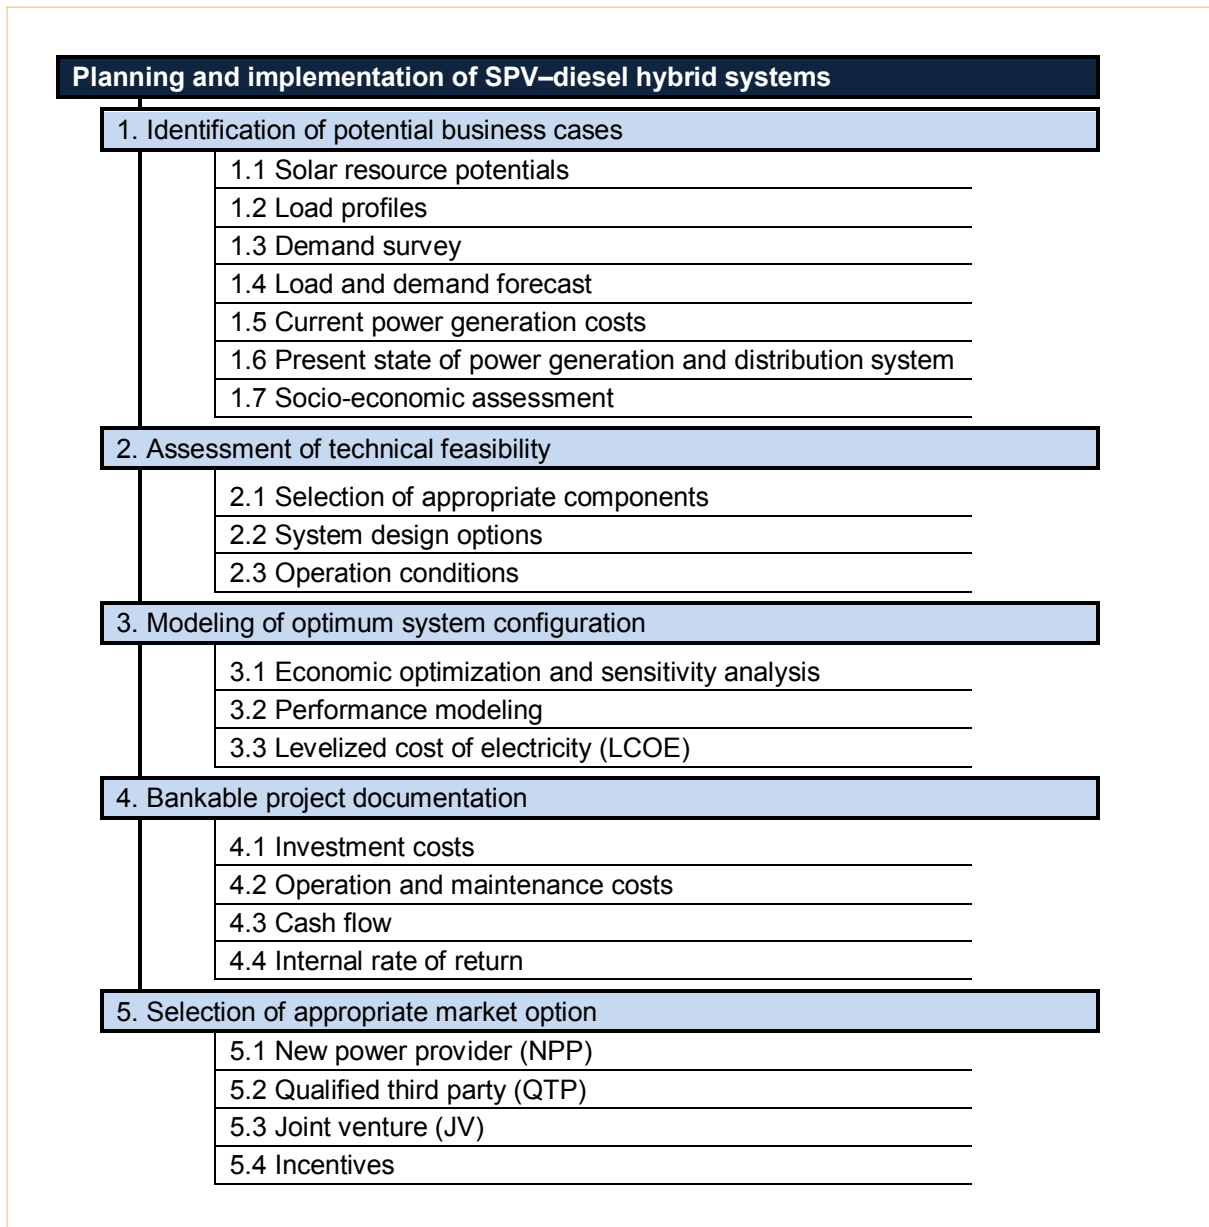 Planning and implementation of SPV–diesel hybrid systems
1. Identification of potential business cases
1.1 Solar resource potentials
1.2 Load profiles
1.3 Demand survey
1.4 Load and demand forecast
1.5 Current power generation costs
1.6 Present state of power generation and distribution system
1.7 Socio-economic assessment
2. Assessment of technical feasibility
2.1 Selection of appropriate components
2.2 System design options
2.3 Operation conditions
3. Modeling of optimum system configuration
3.1 Economic optimization and sensitivity analysis
3.2 Performance modeling
3.3 Levelized cost of electricity (LCOE)
4. Bankable project documentation
4.1 Investment costs
4.2 Operation and maintenance costs
4.3 Cash flow
4.4 Internal rate of return
5. Selection of appropriate market option
5.1 New power provider (NPP)
5.2 Qualified third party (QTP)
5.3 Joint venture (JV)
5.4 Incentives